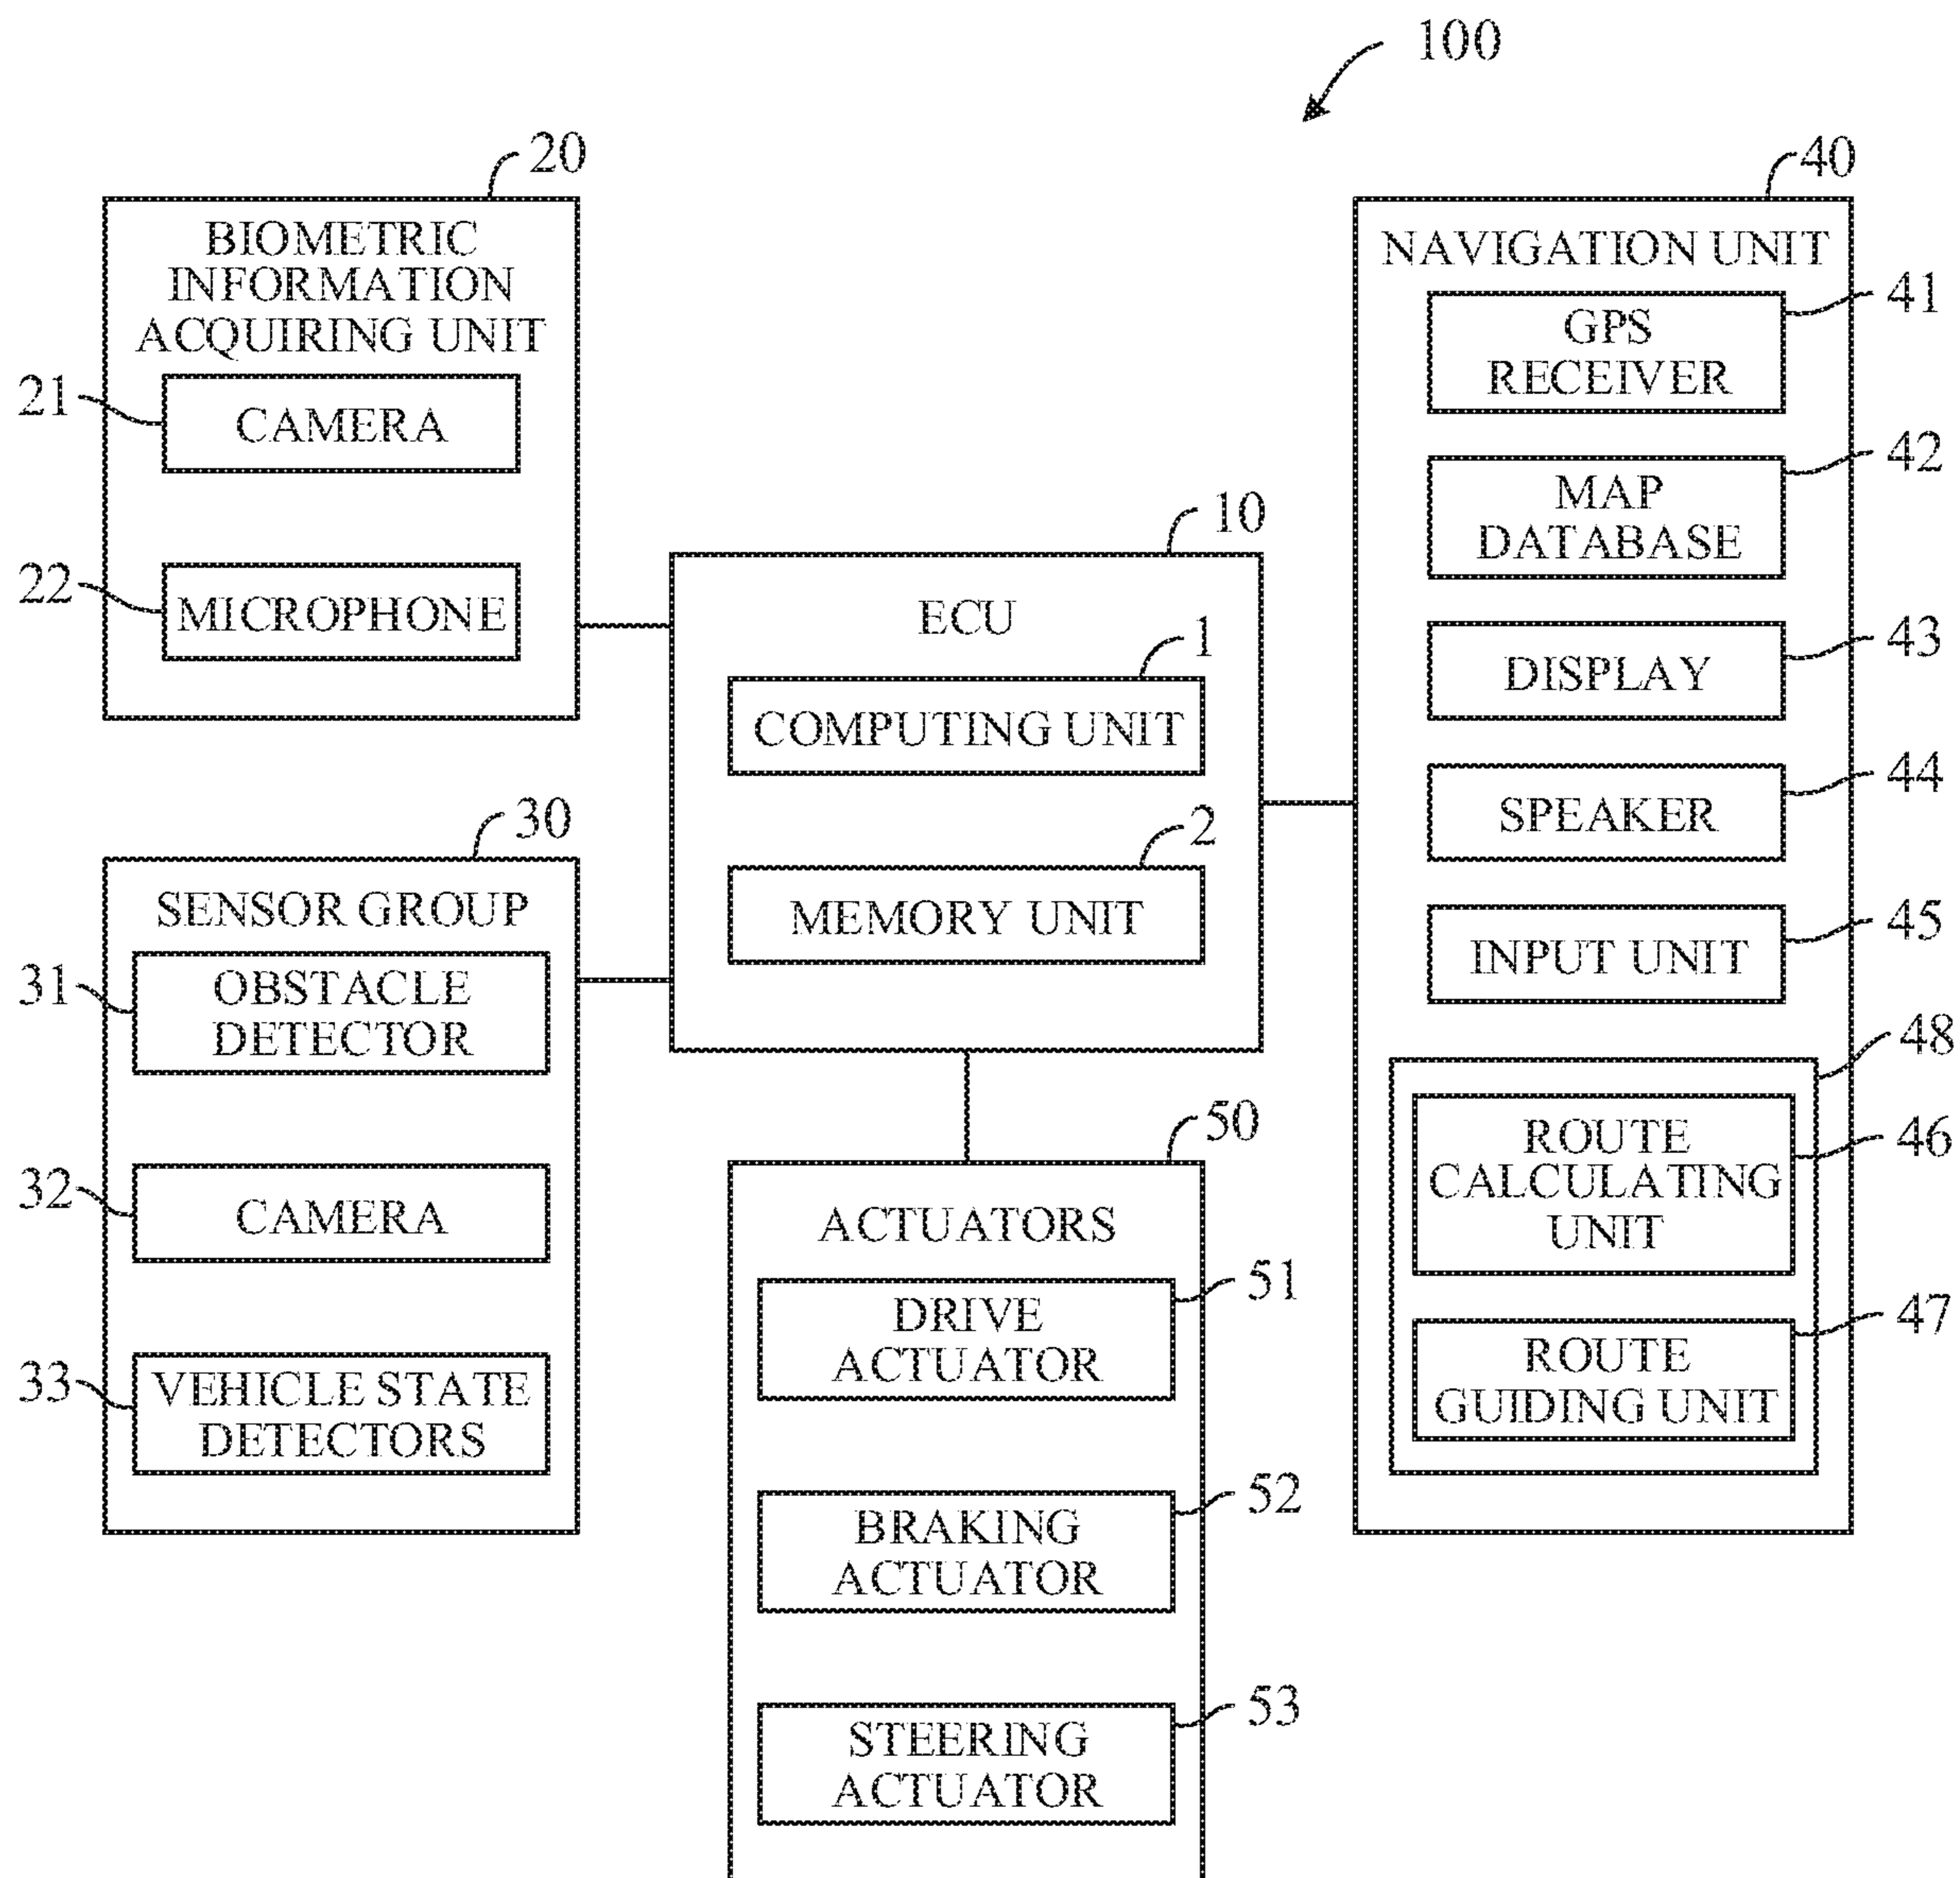 100
20
BIOMETRIC
INFORMATION
ACQUIRING UNIT
21
CAMERA
22
MICROPHONE
30
SENSOR GROUP
31
OBSTACLE
DETECTOR
32
CAMERA
33
VEHICLE STATE
DETECTORS
10
ECU
1
COMPUTING UNIT
2
MEMORY UNIT
50
ACTUATORS
51
DRIVE
ACTUATOR
52
BRAKING
ACTUATOR
53
STEERING
ACTUATOR
40
NAVIGATION UNIT
41
GPS
RECEIVER
42
MAP
DATABASE
43
DISPLAY
44
SPEAKER
45
INPUT UNIT
48
46
ROUTE
CALCULATING
UNIT
47
ROUTE
GUIDING UNIT